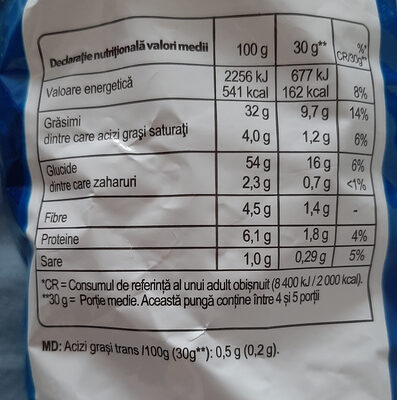 Declarație nutrițională valori medii 100 g 30 g** %* CR/30g**
Valoare energetică 2256 kJ 677 kJ
541 kcal 162 kcal 8%
Grăsimi 32 g 9,7 g 14%
dintre care acizi grași saturați 4,0 g 1,2 g 6%
Glucide 54 g 16 g 6%
dintre care zaharuri 2,3 g 0,7 g <1%
Fibre 4,5 g 1,4 g -
Proteine 6,1 g 1,8 g 4%
Sare 1,0 g 0,29 g 5%
*CR = Consumul de referință al unui adult obișnuit (8 400 kJ / 2 000 kcal).
**30 g = Porție medie. Această pungă conține între 4 și 5 porții
MD: Acizi grași trans /100g (30g**): 0,5 g (0,2 g).